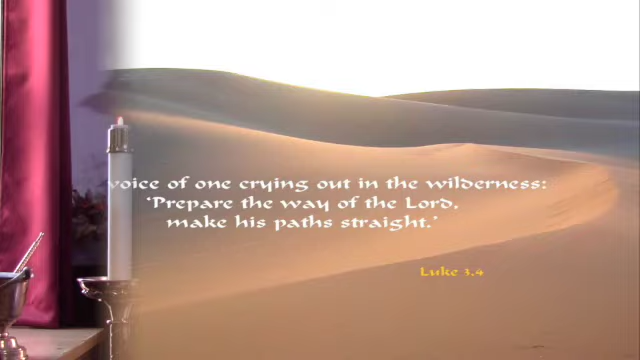 voice of one crying out in the wilderness:
‘Prepare the way of the Lord,
make his paths straight.’
Luke 3.4